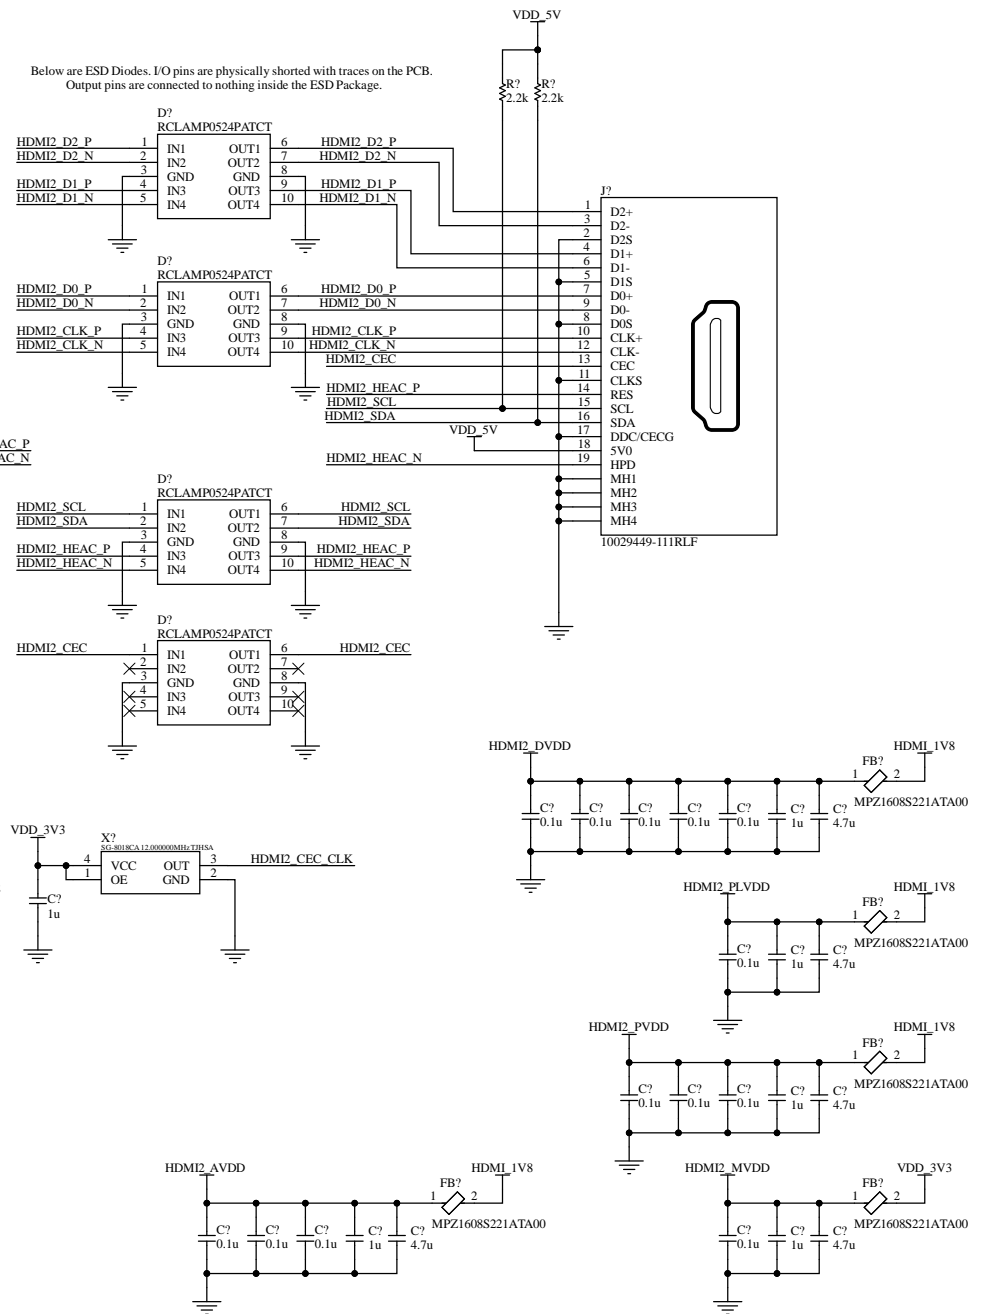 VDD_5V
Below are ESD Diodes. I/O pins are physically shorted with traces on the PCB.
Output pins are connected to nothing inside the ESD Package.
R?
2.2k
R?
2.2k
D?
RCLAMP0524PATCT
HDMI2_D2_P 1 IN1 OUT1 6 HDMI2_D2_P
HDMI2_D2_N 2 IN2 OUT2 7 HDMI2_D2_N
3 GND GND 8
HDMI2_D1_P 4 IN3 OUT3 9 HDMI2_D1_P
HDMI2_D1_N 5 IN4 OUT4 10 HDMI2_D1_N
D?
RCLAMP0524PATCT
HDMI2_D0_P 1 IN1 OUT1 6 HDMI2_D0_P
HDMI2_D0_N 2 IN2 OUT2 7 HDMI2_D0_N
3 GND GND 8
HDMI2_CLK_P 4 IN3 OUT3 9 HDMI2_CLK_P
HDMI2_CLK_N 5 IN4 OUT4 10 HDMI2_CLK_N
HDMI2_CEC
HDMI2_HEAC_P
HDMI2_SCL
HDMI2_SDA
VDD_5V
HDMI2_HEAC_N
J?
1 D2+
3 D2-
2 D2S
4 D1+
6 D1-
5 D1S
7 D0+
9 D0-
8 D0S
10 CLK+
12 CLK-
13 CEC
11 CLKS
14 RES
15 SCL
16 SDA
17 DDC/CECG
18 5V0
19 HPD
MH1
MH2
MH3
MH4
10029449-111RLF
AC_P
AC_N
D?
RCLAMP0524PATCT
HDMI2_SCL 1 IN1 OUT1 6 HDMI2_SCL
HDMI2_SDA 2 IN2 OUT2 7 HDMI2_SDA
3 GND GND 8
HDMI2_HEAC_P 4 IN3 OUT3 9 HDMI2_HEAC_P
HDMI2_HEAC_N 5 IN4 OUT4 10 HDMI2_HEAC_N
D?
RCLAMP0524PATCT
HDMI2_CEC 1 IN1 OUT1 6 HDMI2_CEC
2 IN2 OUT2 7
3 GND GND 8
4 IN3 OUT3 9
5 IN4 OUT4 10
HDMI2_DVDD HDMI_1V8
FB?
1 2
MPZ1608S221ATA00
C? C? C? C? C? C? C?
0.1u 0.1u 0.1u 0.1u 0.1u 1u 4.7u
VDD_3V3
X?
SG-8018CA 12.000000MHz TJHSA
4 VCC OUT 3 HDMI2_CEC_CLK
1 OE GND 2
C?
1u
HDMI2_PLVDD HDMI_1V8
FB?
1 2
MPZ1608S221ATA00
C? C? C?
0.1u 1u 4.7u
HDMI2_PVDD HDMI_1V8
FB?
1 2
MPZ1608S221ATA00
C? C? C? C? C?
0.1u 0.1u 0.1u 1u 4.7u
HDMI2_AVDD HDMI_1V8
FB?
1 2
MPZ1608S221ATA00
C? C? C? C? C?
0.1u 0.1u 0.1u 1u 4.7u
HDMI2_MVDD VDD_3V3
FB?
1 2
MPZ1608S221ATA00
C? C? C?
0.1u 1u 4.7u